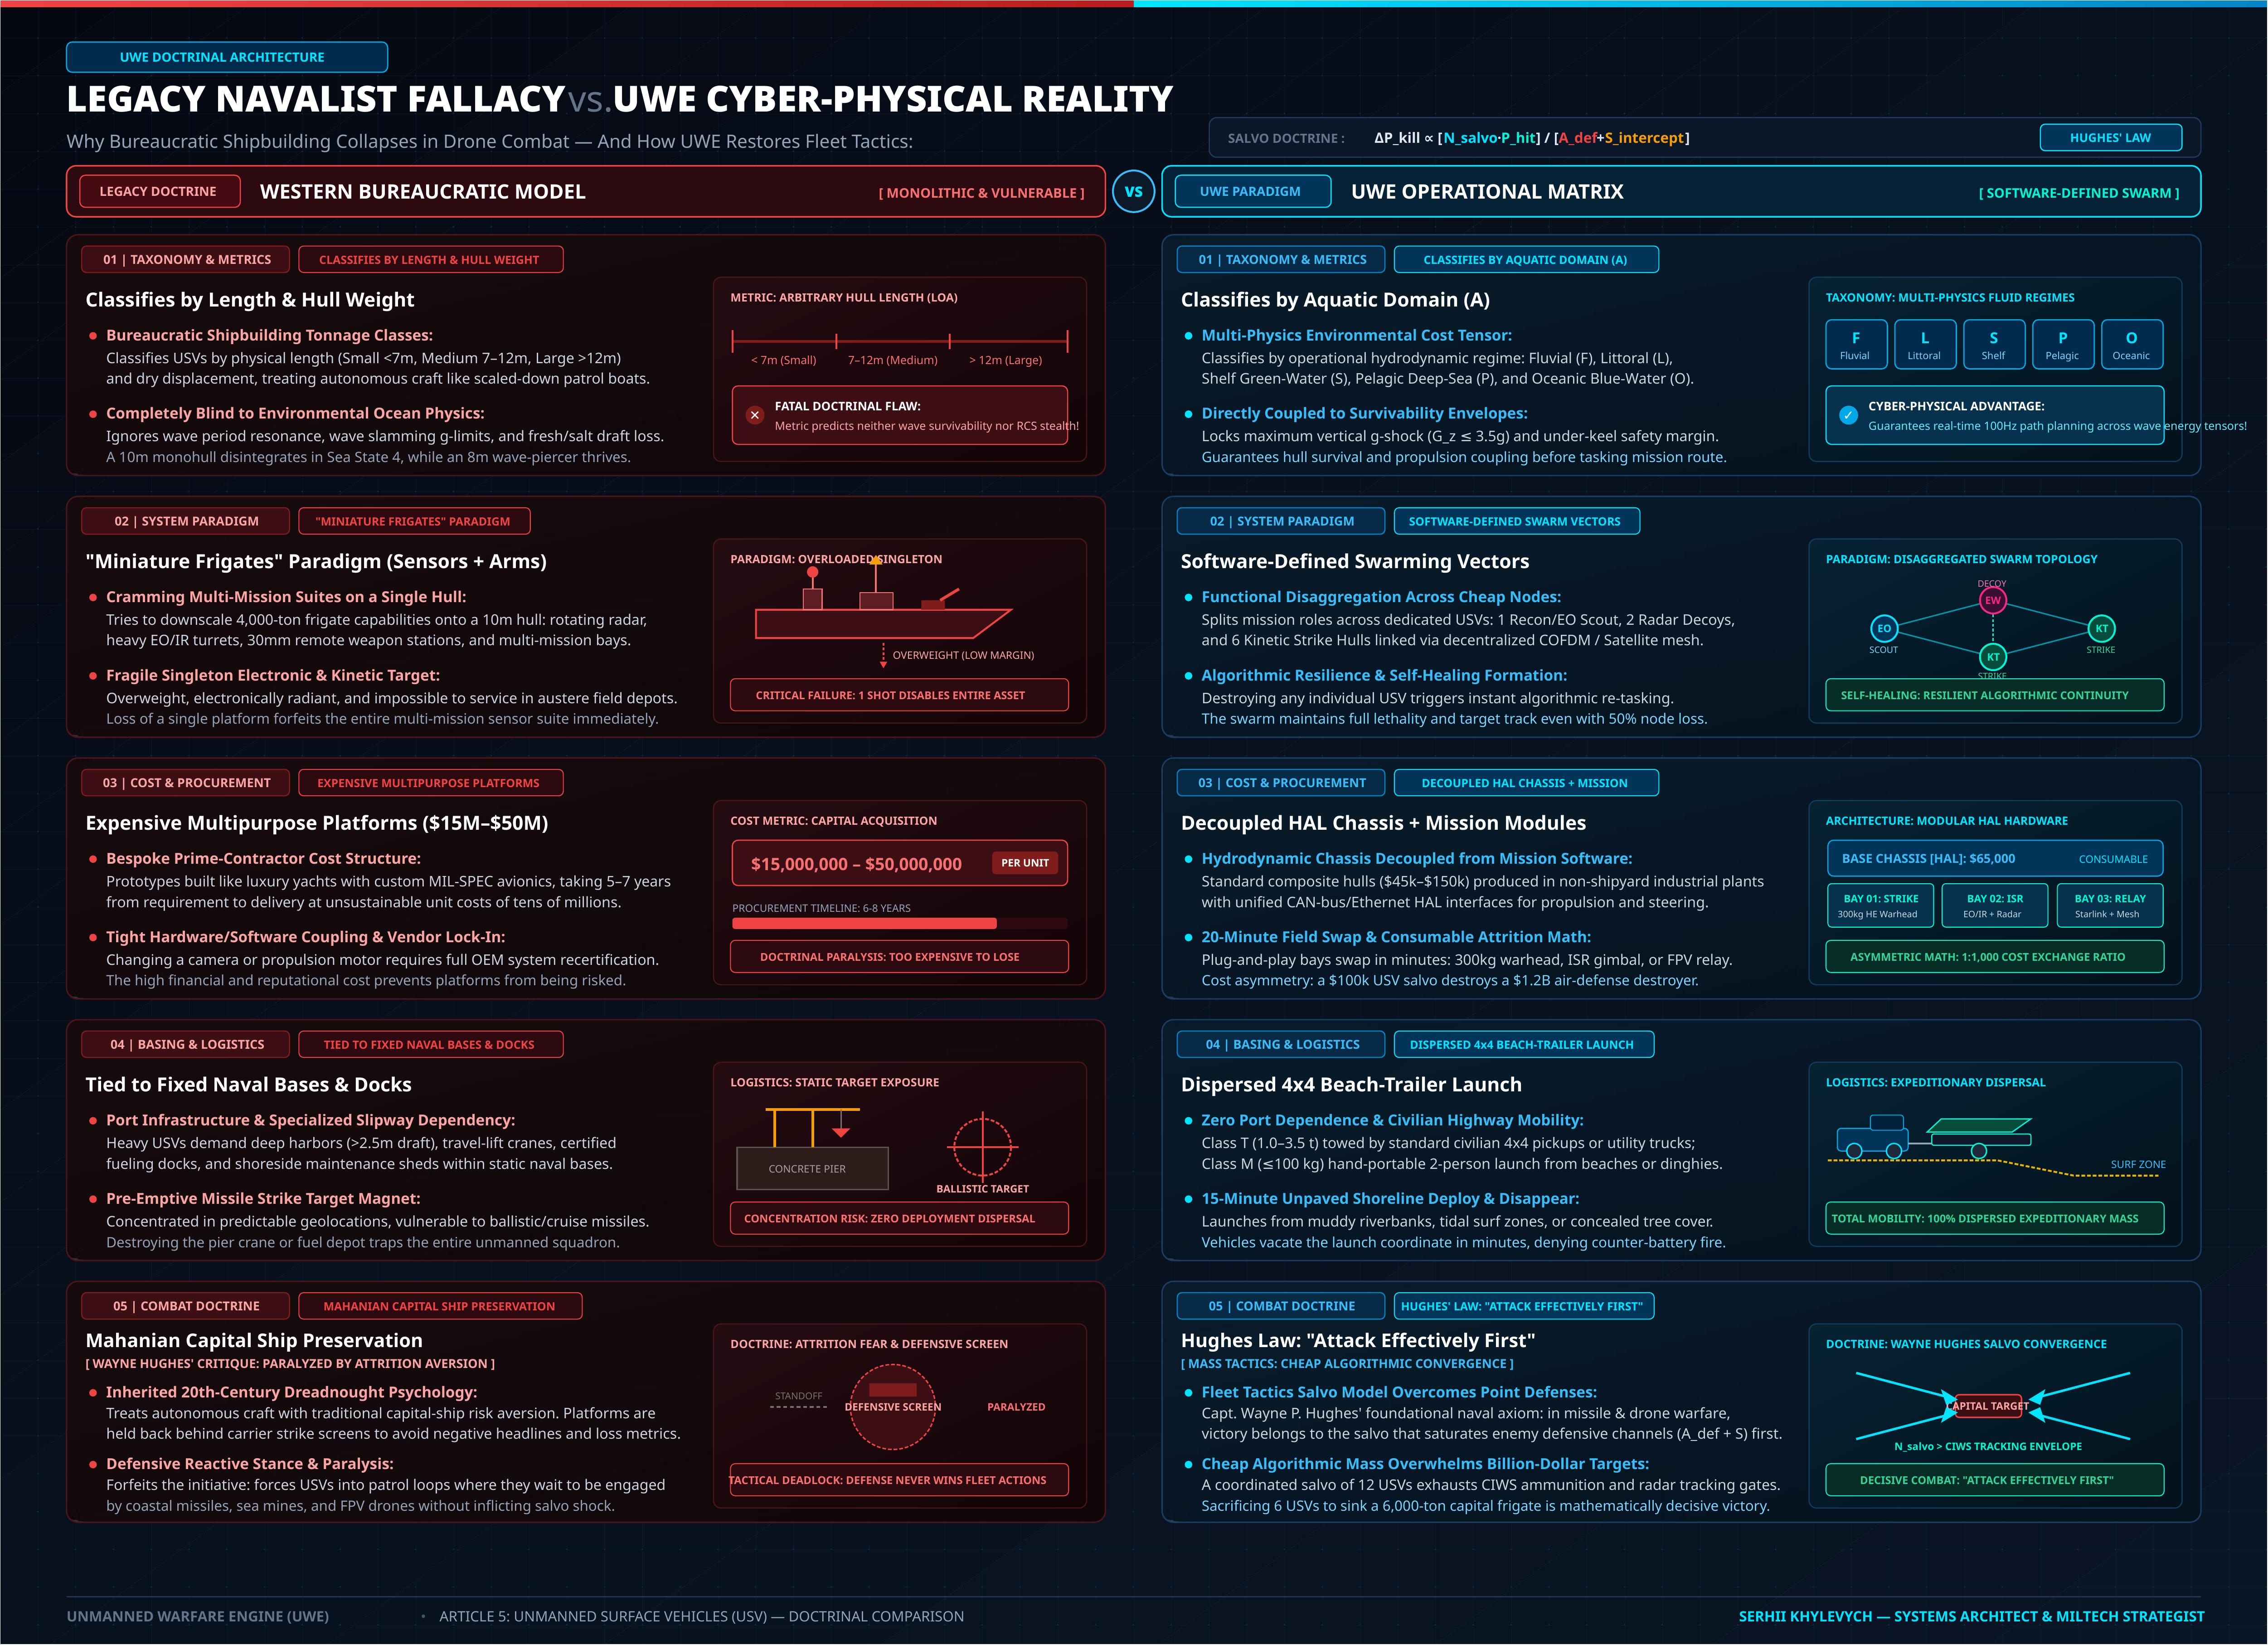 UWE DOCTRINAL ARCHITECTURE
LEGACY NAVALIST FALLACY vs. UWE CYBER-PHYSICAL REALITY
Why Bureaucratic Shipbuilding Collapses in Drone Combat — And How UWE Restores Fleet Tactics:
SALVO DOCTRINE : ΔP_kill ∝ [N_salvo·P_hit] / [A_def+S_intercept] HUGHES' LAW
LEGACY DOCTRINE WESTERN BUREAUCRATIC MODEL [ MONOLITHIC & VULNERABLE ]
VS
UWE PARADIGM UWE OPERATIONAL MATRIX [ SOFTWARE-DEFINED SWARM ]
01 | TAXONOMY & METRICS CLASSIFIES BY LENGTH & HULL WEIGHT
Classifies by Length & Hull Weight
Bureaucratic Shipbuilding Tonnage Classes:
Classifies USVs by physical length (Small <7m, Medium 7–12m, Large >12m)
and dry displacement, treating autonomous craft like scaled-down patrol boats.
Completely Blind to Environmental Ocean Physics:
Ignores wave period resonance, wave slamming g-limits, and fresh/salt draft loss.
A 10m monohull disintegrates in Sea State 4, while an 8m wave-piercer thrives.
METRIC: ARBITRARY HULL LENGTH (LOA)
< 7m (Small) 7–12m (Medium) > 12m (Large)
✕ FATAL DOCTRINAL FLAW:
Metric predicts neither wave survivability nor RCS stealth!
01 | TAXONOMY & METRICS CLASSIFIES BY AQUATIC DOMAIN (A)
Classifies by Aquatic Domain (A)
Multi-Physics Environmental Cost Tensor:
Classifies by operational hydrodynamic regime: Fluvial (F), Littoral (L),
Shelf Green-Water (S), Pelagic Deep-Sea (P), and Oceanic Blue-Water (O).
Directly Coupled to Survivability Envelopes:
Locks maximum vertical g-shock (G_z ≤ 3.5g) and under-keel safety margin.
Guarantees hull survival and propulsion coupling before tasking mission route.
TAXONOMY: MULTI-PHYSICS FLUID REGIMES
F L S P O
Fluvial Littoral Shelf Pelagic Oceanic
✓ CYBER-PHYSICAL ADVANTAGE:
Guarantees real-time 100Hz path planning across wave energy tensors!
02 | SYSTEM PARADIGM "MINIATURE FRIGATES" PARADIGM
"Miniature Frigates" Paradigm (Sensors + Arms)
Cramming Multi-Mission Suites on a Single Hull:
Tries to downscale 4,000-ton frigate capabilities onto a 10m hull: rotating radar,
heavy EO/IR turrets, 30mm remote weapon stations, and multi-mission bays.
Fragile Singleton Electronic & Kinetic Target:
Overweight, electronically radiant, and impossible to service in austere field depots.
Loss of a single platform forfeits the entire multi-mission sensor suite immediately.
PARADIGM: OVERLOADED SINGLETON
OVERWEIGHT (LOW MARGIN)
CRITICAL FAILURE: 1 SHOT DISABLES ENTIRE ASSET
02 | SYSTEM PARADIGM SOFTWARE-DEFINED SWARM VECTORS
Software-Defined Swarming Vectors
Functional Disaggregation Across Cheap Nodes:
Splits mission roles across dedicated USVs: 1 Recon/EO Scout, 2 Radar Decoys,
and 6 Kinetic Strike Hulls linked via decentralized COFDM / Satellite mesh.
Algorithmic Resilience & Self-Healing Formation:
Destroying any individual USV triggers instant algorithmic re-tasking.
The swarm maintains full lethality and target track even with 50% node loss.
PARADIGM: DISAGGREGATED SWARM TOPOLOGY
DECOY
EW
EO KT
SCOUT STRIKE
KT
STRIKE
SELF-HEALING: RESILIENT ALGORITHMIC CONTINUITY
03 | COST & PROCUREMENT EXPENSIVE MULTIPURPOSE PLATFORMS
Expensive Multipurpose Platforms ($15M–$50M)
Bespoke Prime-Contractor Cost Structure:
Prototypes built like luxury yachts with custom MIL-SPEC avionics, taking 5–7 years
from requirement to delivery at unsustainable unit costs of tens of millions.
Tight Hardware/Software Coupling & Vendor Lock-In:
Changing a camera or propulsion motor requires full OEM system recertification.
The high financial and reputational cost prevents platforms from being risked.
COST METRIC: CAPITAL ACQUISITION
$15,000,000 – $50,000,000 PER UNIT
PROCUREMENT TIMELINE: 6-8 YEARS
DOCTRINAL PARALYSIS: TOO EXPENSIVE TO LOSE
03 | COST & PROCUREMENT DECOUPLED HAL CHASSIS + MISSION
Decoupled HAL Chassis + Mission Modules
Hydrodynamic Chassis Decoupled from Mission Software:
Standard composite hulls ($45k–$150k) produced in non-shipyard industrial plants
with unified CAN-bus/Ethernet HAL interfaces for propulsion and steering.
20-Minute Field Swap & Consumable Attrition Math:
Plug-and-play bays swap in minutes: 300kg warhead, ISR gimbal, or FPV relay.
Cost asymmetry: a $100k USV salvo destroys a $1.2B air-defense destroyer.
ARCHITECTURE: MODULAR HAL HARDWARE
BASE CHASSIS [HAL]: $65,000 CONSUMABLE
BAY 01: STRIKE BAY 02: ISR BAY 03: RELAY
300kg HE Warhead EO/IR + Radar Starlink + Mesh
ASYMMETRIC MATH: 1:1,000 COST EXCHANGE RATIO
04 | BASING & LOGISTICS TIED TO FIXED NAVAL BASES & DOCKS
Tied to Fixed Naval Bases & Docks
Port Infrastructure & Specialized Slipway Dependency:
Heavy USVs demand deep harbors (>2.5m draft), travel-lift cranes, certified
fueling docks, and shoreside maintenance sheds within static naval bases.
Pre-Emptive Missile Strike Target Magnet:
Concentrated in predictable geolocations, vulnerable to ballistic/cruise missiles.
Destroying the pier crane or fuel depot traps the entire unmanned squadron.
LOGISTICS: STATIC TARGET EXPOSURE
CONCRETE PIER
BALLISTIC TARGET
CONCENTRATION RISK: ZERO DEPLOYMENT DISPERSAL
04 | BASING & LOGISTICS DISPERSED 4x4 BEACH-TRAILER LAUNCH
Dispersed 4x4 Beach-Trailer Launch
Zero Port Dependence & Civilian Highway Mobility:
Class T (1.0–3.5 t) towed by standard civilian 4x4 pickups or utility trucks;
Class M (≤100 kg) hand-portable 2-person launch from beaches or dinghies.
15-Minute Unpaved Shoreline Deploy & Disappear:
Launches from muddy riverbanks, tidal surf zones, or concealed tree cover.
Vehicles vacate the launch coordinate in minutes, denying counter-battery fire.
LOGISTICS: EXPEDITIONARY DISPERSAL
SURF ZONE
TOTAL MOBILITY: 100% DISPERSED EXPEDITIONARY MASS
05 | COMBAT DOCTRINE MAHANIAN CAPITAL SHIP PRESERVATION
Mahanian Capital Ship Preservation
[ WAYNE HUGHES' CRITIQUE: PARALYZED BY ATTRITION AVERSION ]
Inherited 20th-Century Dreadnought Psychology:
Treats autonomous craft with traditional capital-ship risk aversion. Platforms are
held back behind carrier strike screens to avoid negative headlines and loss metrics.
Defensive Reactive Stance & Paralysis:
Forfeits the initiative: forces USVs into patrol loops where they wait to be engaged
by coastal missiles, sea mines, and FPV drones without inflicting salvo shock.
DOCTRINE: ATTRITION FEAR & DEFENSIVE SCREEN
STANDOFF
DEFENSIVE SCREEN PARALYZED
TACTICAL DEADLOCK: DEFENSE NEVER WINS FLEET ACTIONS
05 | COMBAT DOCTRINE HUGHES' LAW: "ATTACK EFFECTIVELY FIRST"
Hughes Law: "Attack Effectively First"
[ MASS TACTICS: CHEAP ALGORITHMIC CONVERGENCE ]
Fleet Tactics Salvo Model Overcomes Point Defenses:
Capt. Wayne P. Hughes' foundational naval axiom: in missile & drone warfare,
victory belongs to the salvo that saturates enemy defensive channels (A_def + S) first.
Cheap Algorithmic Mass Overwhelms Billion-Dollar Targets:
A coordinated salvo of 12 USVs exhausts CIWS ammunition and radar tracking gates.
Sacrificing 6 USVs to sink a 6,000-ton capital frigate is mathematically decisive victory.
DOCTRINE: WAYNE HUGHES SALVO CONVERGENCE
CAPITAL TARGET
N_salvo > CIWS TRACKING ENVELOPE
DECISIVE COMBAT: "ATTACK EFFECTIVELY FIRST"
UNMANNED WARFARE ENGINE (UWE) • ARTICLE 5: UNMANNED SURFACE VEHICLES (USV) — DOCTRINAL COMPARISON
SERHII KHYLEVYCH — SYSTEMS ARCHITECT & MILTECH STRATEGIST